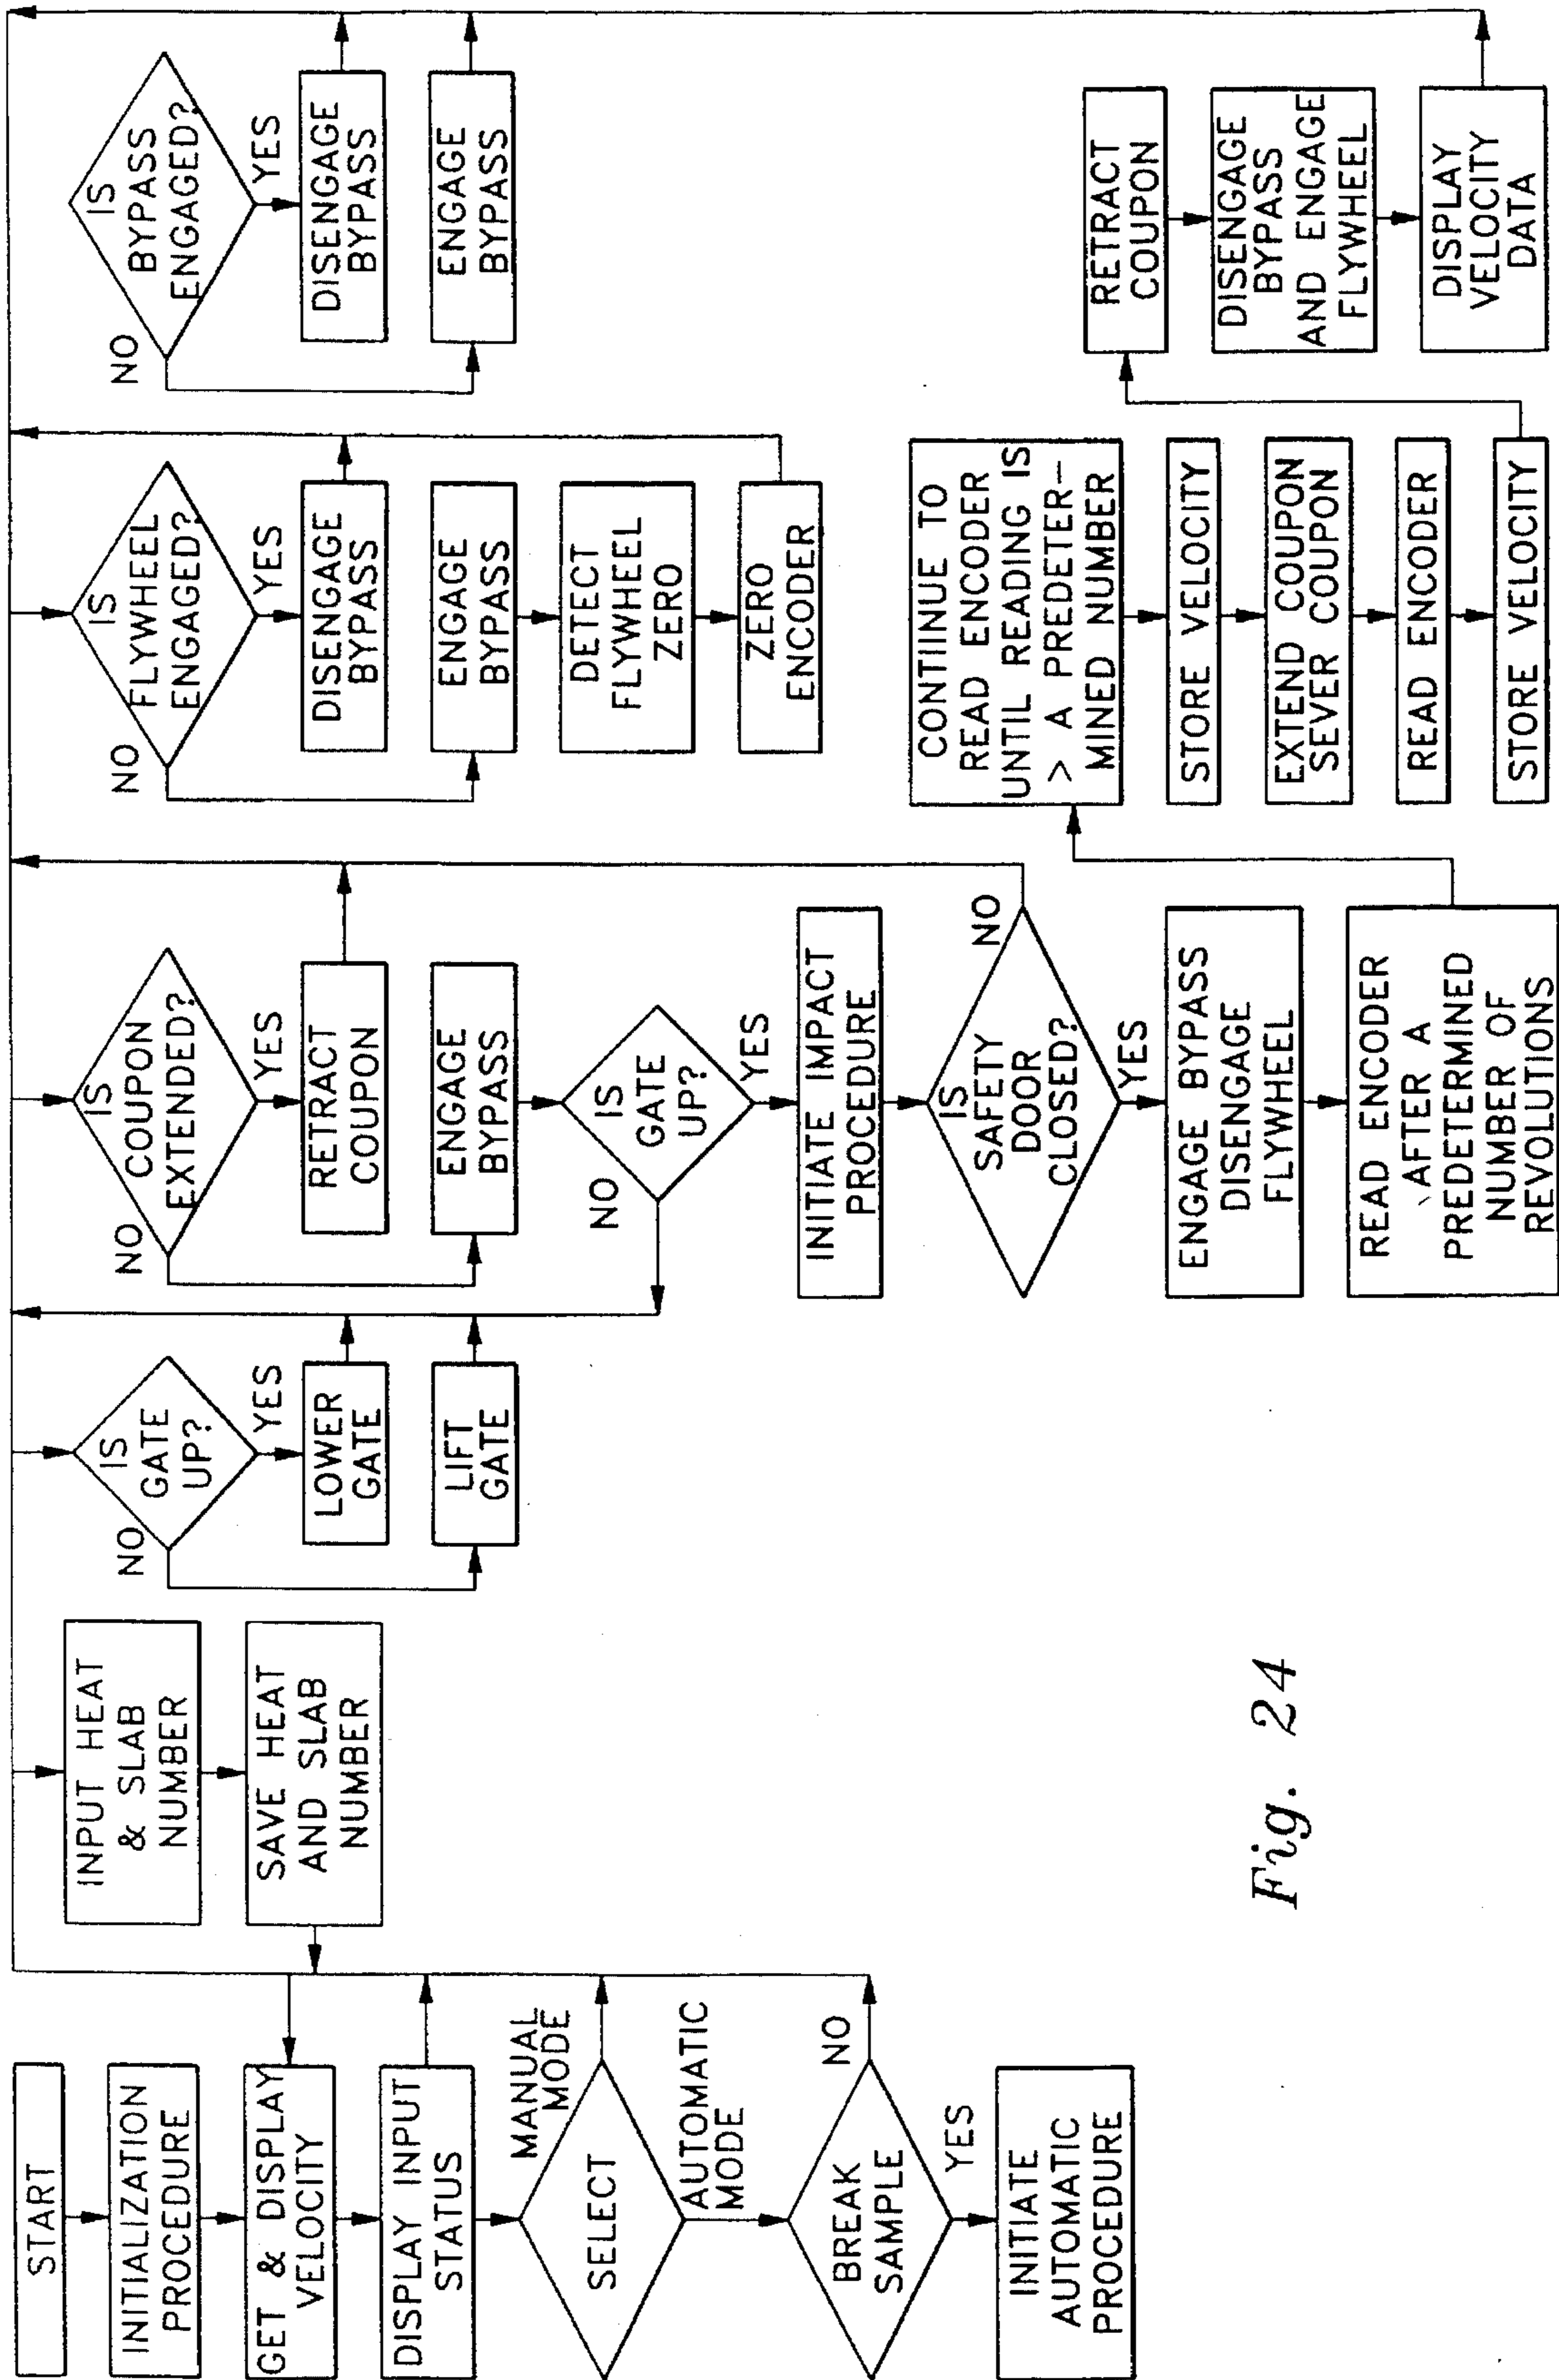 START
INITIALIZATION
PROCEDURE
GET & DISPLAY
VELOCITY
DISPLAY INPUT
STATUS
SELECT
MANUAL
MODE
AUTOMATIC
MODE
BREAK
SAMPLE
NO
YES
INITIATE
AUTOMATIC
PROCEDURE
INPUT HEAT
& SLAB
NUMBER
SAVE HEAT
AND SLAB
NUMBER
IS
GATE
UP?
NO
YES
LOWER
GATE
LIFT
GATE
IS
COUPON
EXTENDED?
NO
YES
RETRACT
COUPON
ENGAGE
BYPASS
IS
GATE
UP?
NO
YES
INITIATE IMPACT
PROCEDURE
IS
SAFETY
DOOR
CLOSED?
NO
YES
ENGAGE BYPASS
DISENGAGE
FLYWHEEL
READ ENCODER
AFTER A
PREDETERMINED
NUMBER OF
REVOLUTIONS
IS
FLYWHEEL
ENGAGED?
NO
YES
DISENGAGE
BYPASS
ENGAGE
BYPASS
DETECT
FLYWHEEL
ZERO
ZERO
ENCODER
CONTIINUE TO
READ ENCODER
UNTIL READING IS
> A PREDETER-
MINED NUMBER
STORE VELOCITY
EXTEND COUPON
SEVER COUPON
READ ENCODER
STORE VELOCITY
IS
BYPASS
ENGAGED?
NO
YES
DISENGAGE
BYPASS
ENGAGE
BYPASS
RETRACT
COUPON
DISENGAGE
BYPASS
AND ENGAGE
FLYWHEEL
DISPLAY
VELOCITY
DATA
Fig. 24